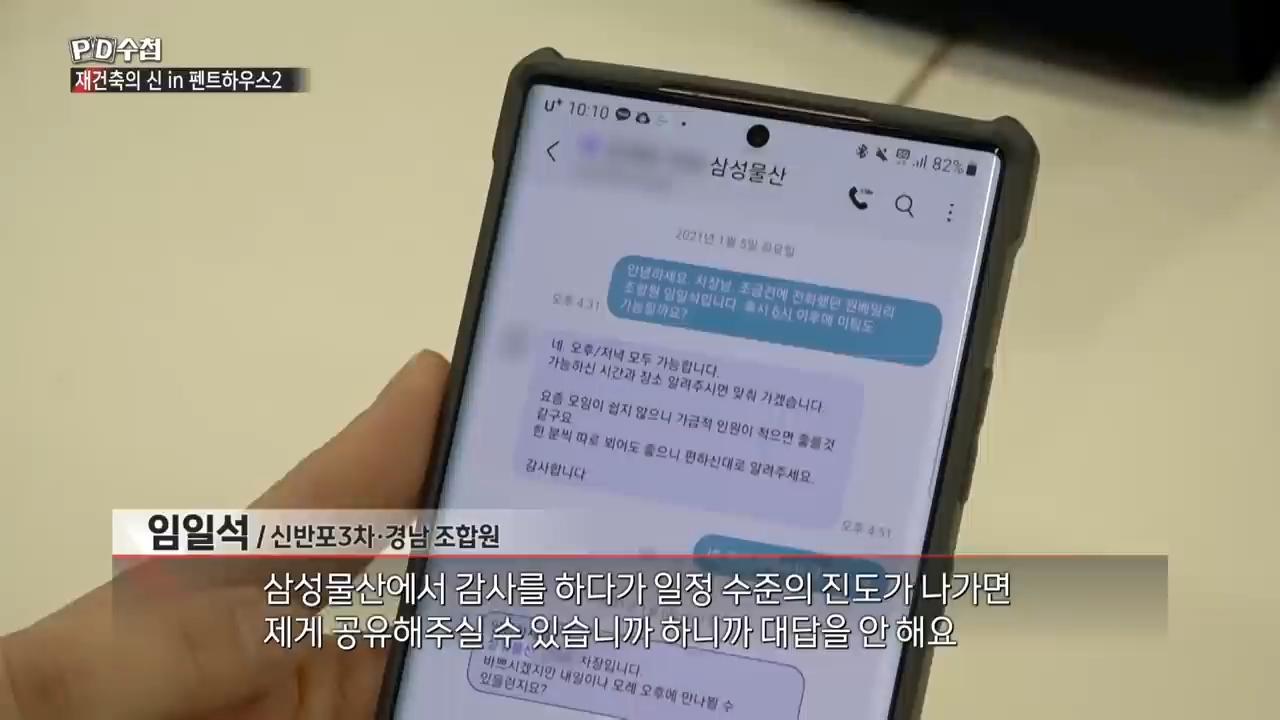 PD수첩
재건축의 신 in 펜트하우스2
U+ 10:10
82%
삼성물산
2021년 1월 5일 화요일
안녕하세요. 차장님. 조금전에 전화했던 원베일리
조합원 임일석입니다. 혹시 6시 이후에 미팅도
가능할까요?
오후 4:31
네. 오후/저녁 모두 가능합니다.
가능하신 시간과 장소 알려주시면 맞춰 가겠습니다.
요즘 모임이 쉽지 않으니 가급적 인원이 적으면 좋을것
같구요
한 분씩 따로 뵈어도 좋으니 편하신대로 알려주세요.
감사합니다
오후 4:51
임일석 / 신반포3차·경남 조합원
삼성물산에서 감사를 하다가 일정 수준의 진도가 나가면
제게 공유해주실 수 있습니까 하니까 대답을 안 해요
차장입니다.
바쁘시겠지만 내일이나 모레 오후에 만나뵐 수
있을런지요?